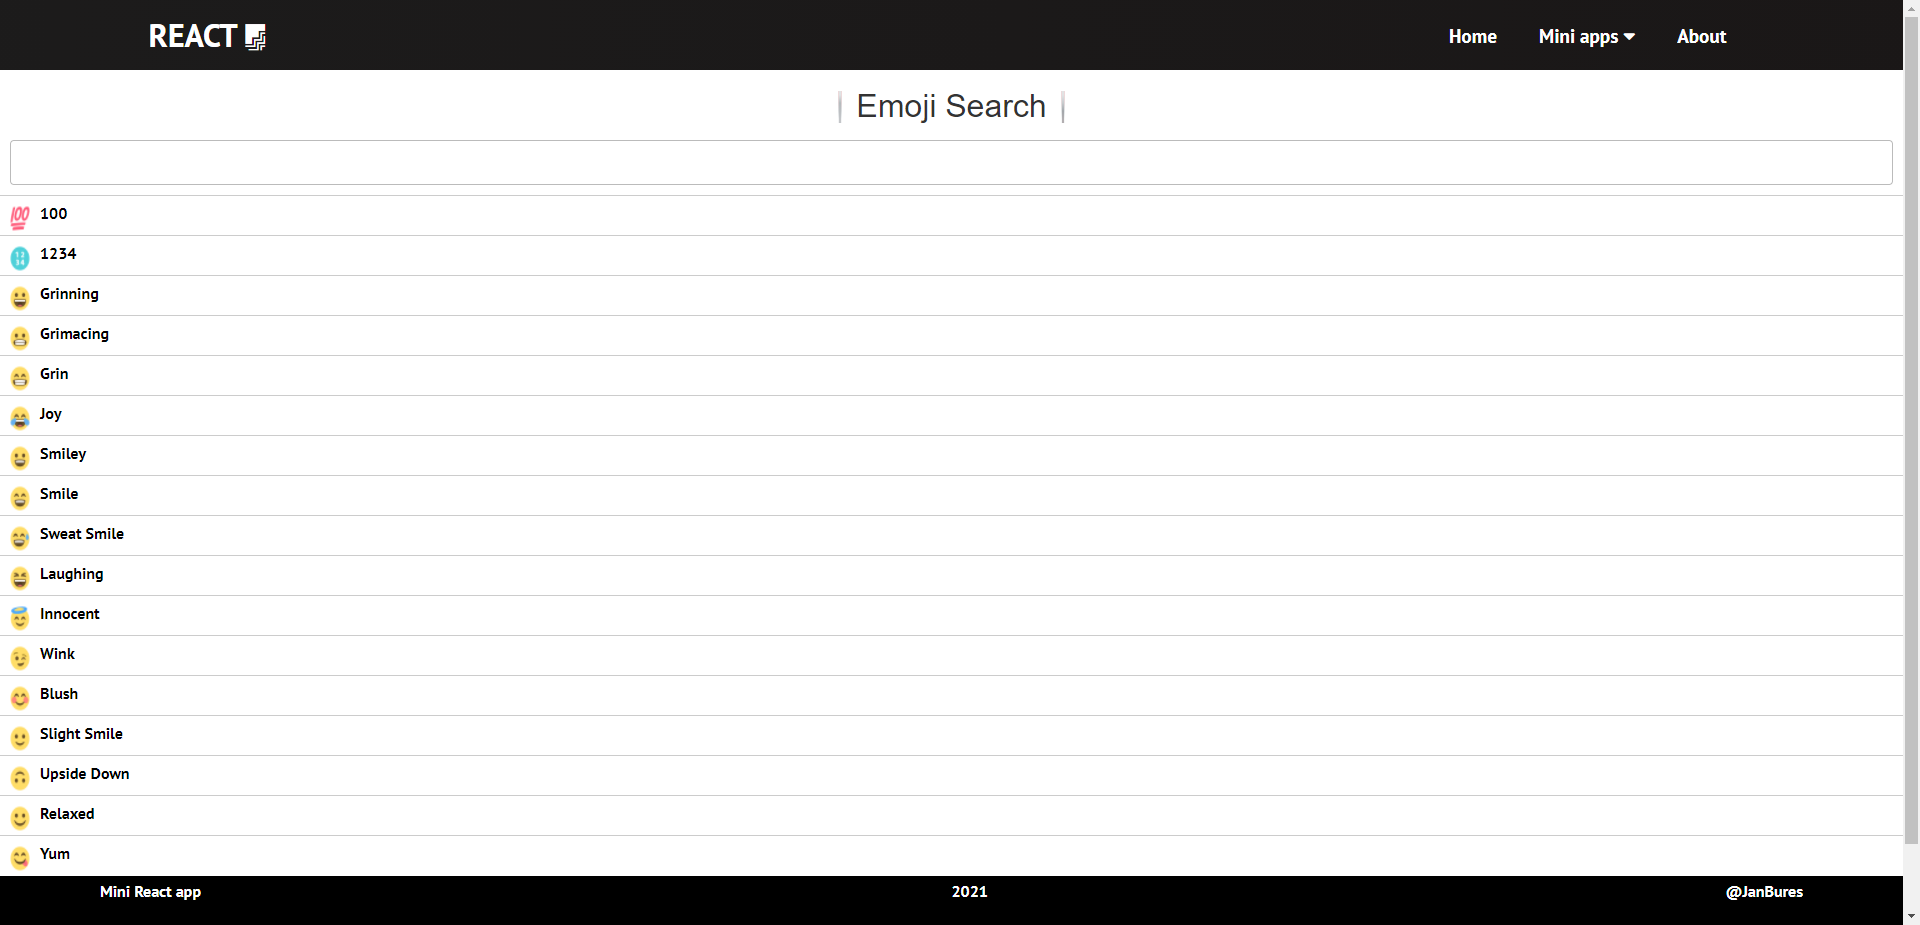 REACT
Home Mini apps About
Emoji Search
100
1234
Grinning
Grimacing
Grin
Joy
Smiley
Smile
Sweat Smile
Laughing
Innocent
Wink
Blush
Slight Smile
Upside Down
Relaxed
Yum
Mini React app 2021 @JanBures